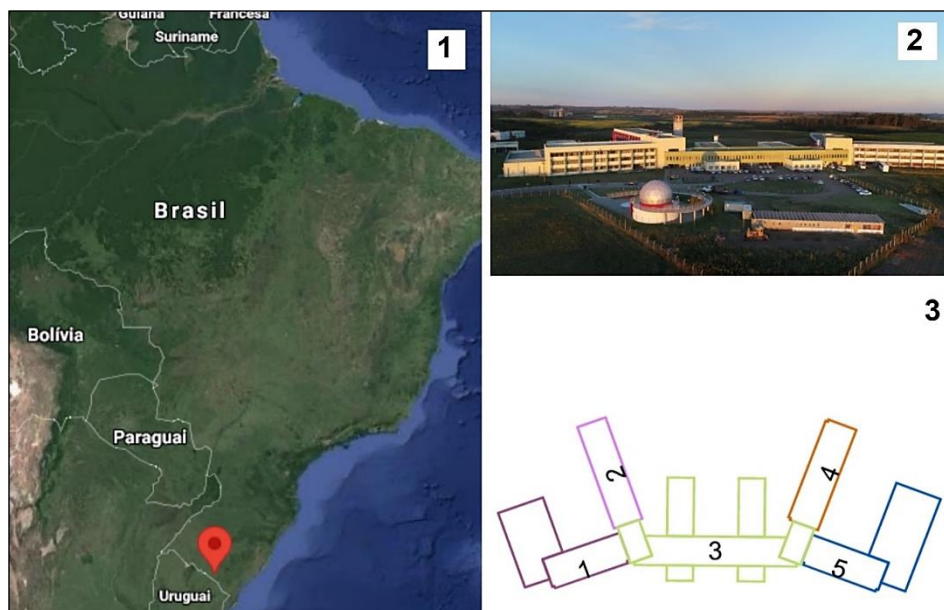 Guiana
Francesa
Suriname
1
Brasil
Bolívia
Paraguai
Uruguai
2
3
2
4
1
3
5